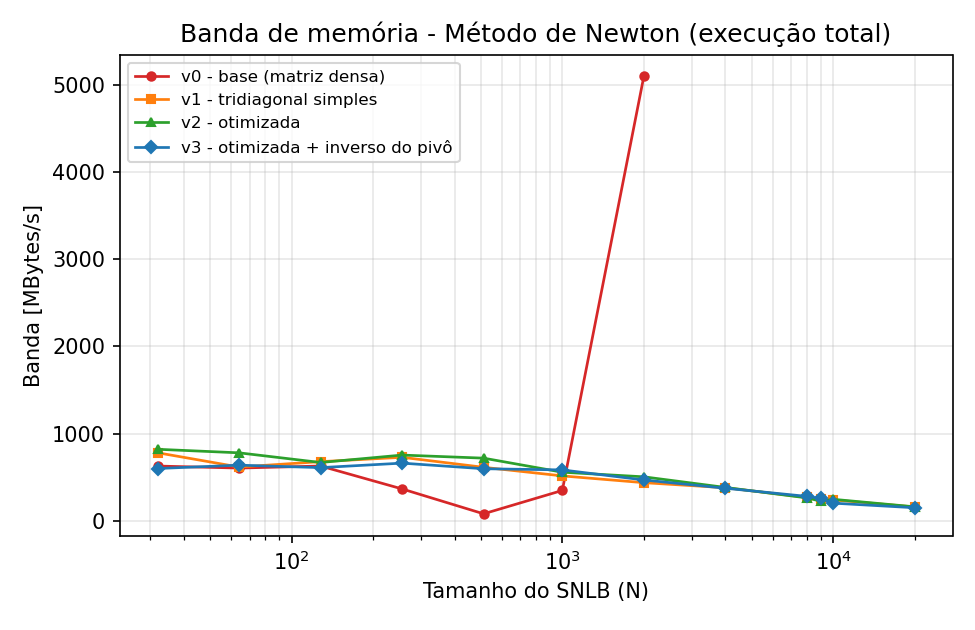 Banda de memória - Método de Newton (execução total)
v0 - base (matriz densa)
v1 - tridiagonal simples
v2 - otimizada
v3 - otimizada + inverso do pivô
Banda [MBytes/s]
5000
4000
3000
2000
1000
0
10²
10³
10⁴
Tamanho do SNLB (N)